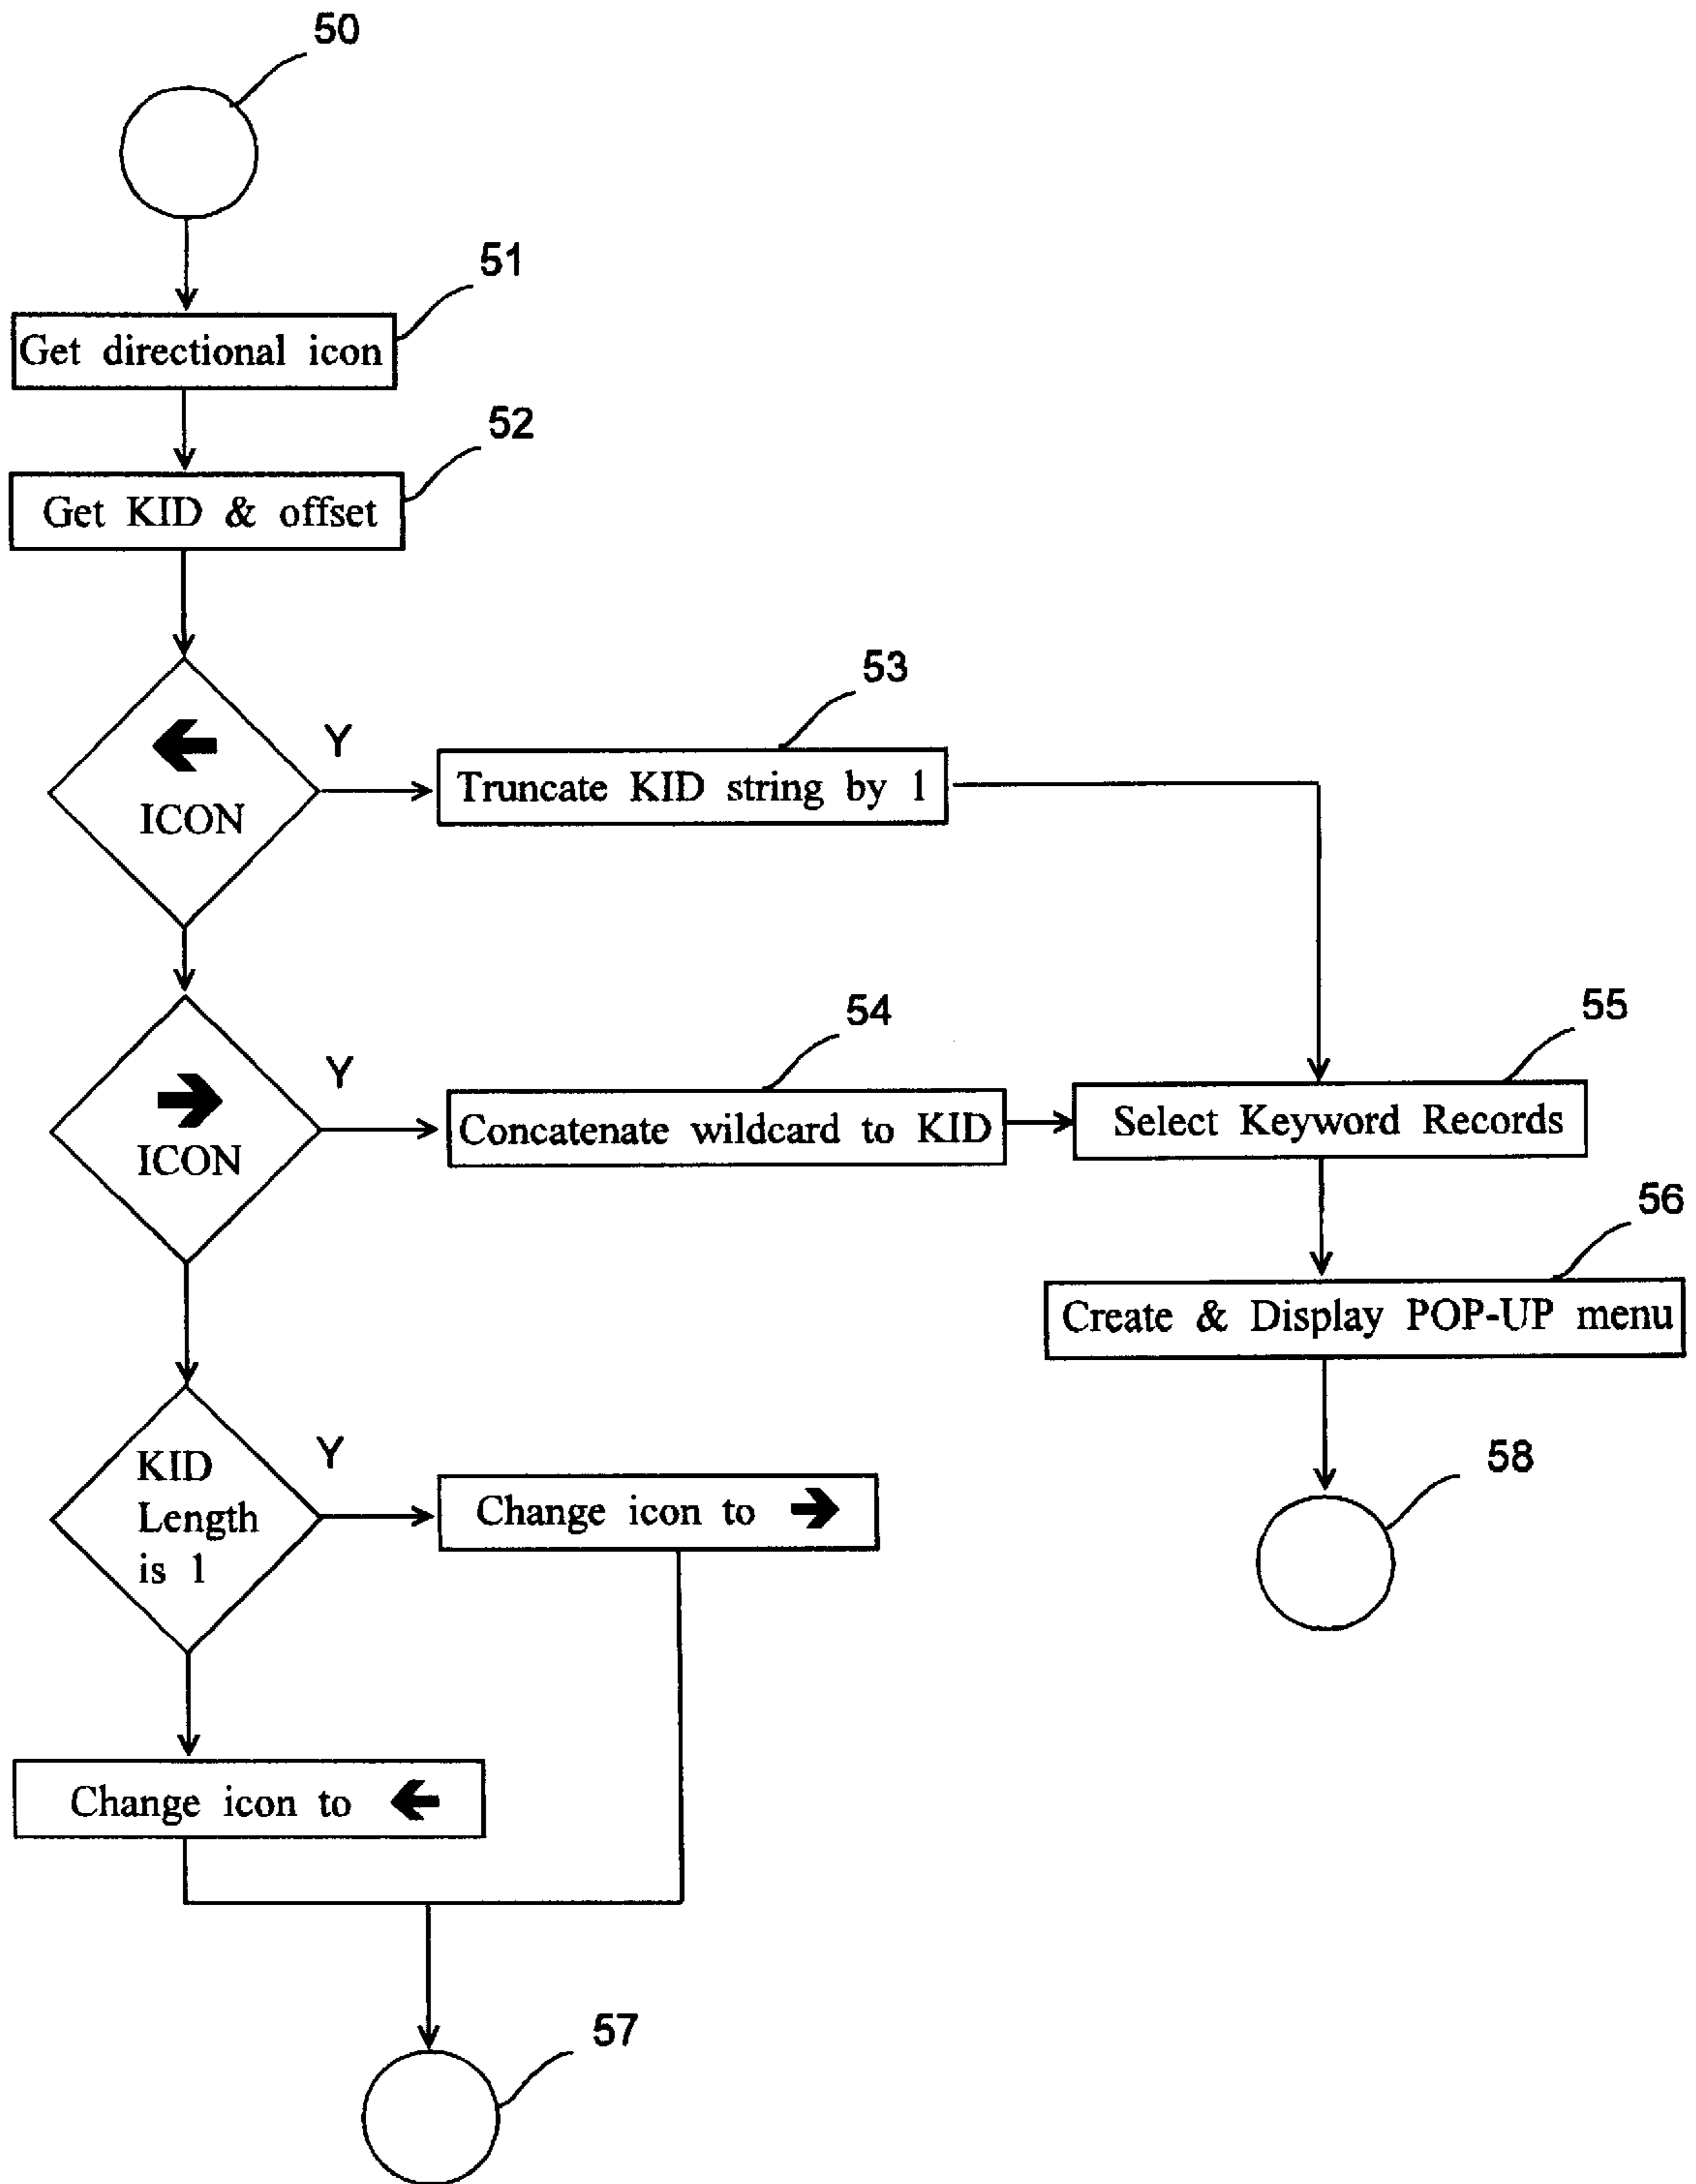 50
51
Get directional icon
52
Get KID & offset
53
Y
Truncate KID string by 1
ICON
54
55
Y
Concatenate wildcard to KID
Select Keyword Records
ICON
56
Create & Display POP-UP menu
KID
Length
is 1
Y
Change icon to →
58
Change icon to ←
57